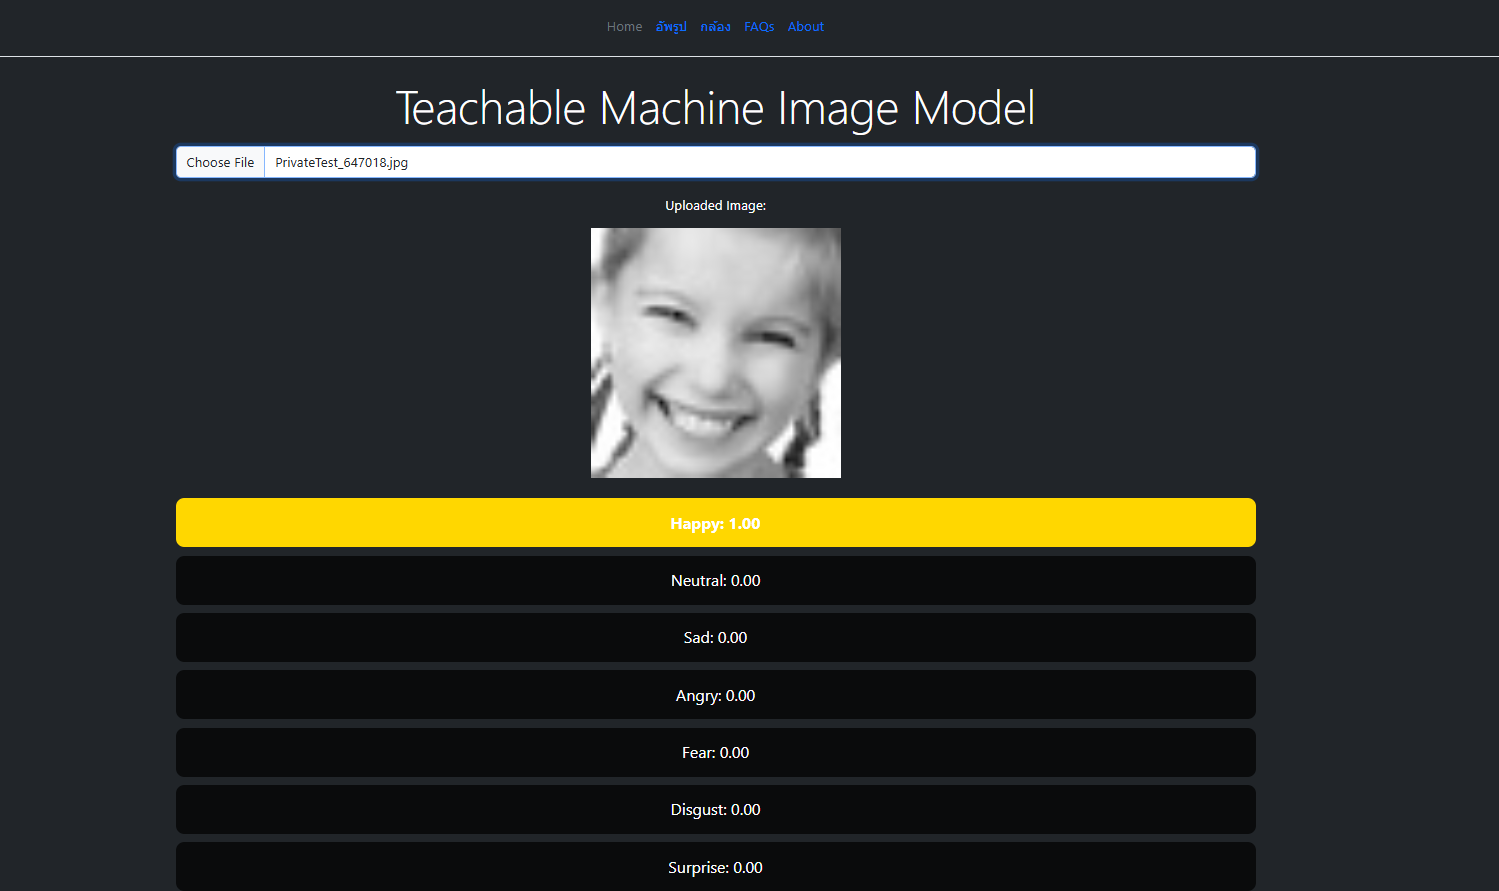 Home อัพรูป กล้อง FAQs About
Teachable Machine Image Model
Choose File PrivateTest_647018.jpg
Uploaded Image:
Happy: 1.00
Neutral: 0.00
Sad: 0.00
Angry: 0.00
Fear: 0.00
Disgust: 0.00
Surprise: 0.00